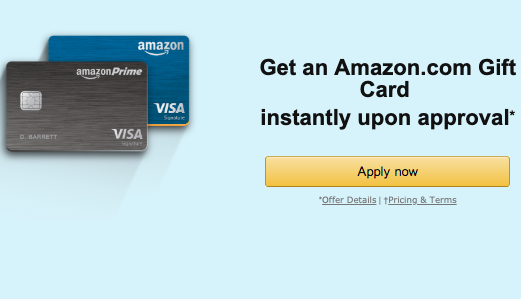 amazon
amazonPrime
VISA
Signature
VISA
Signature
D. BARRETT
Get an Amazon.com Gift
Card
instantly upon approval*
Apply now
*Offer Details | †Pricing & Terms